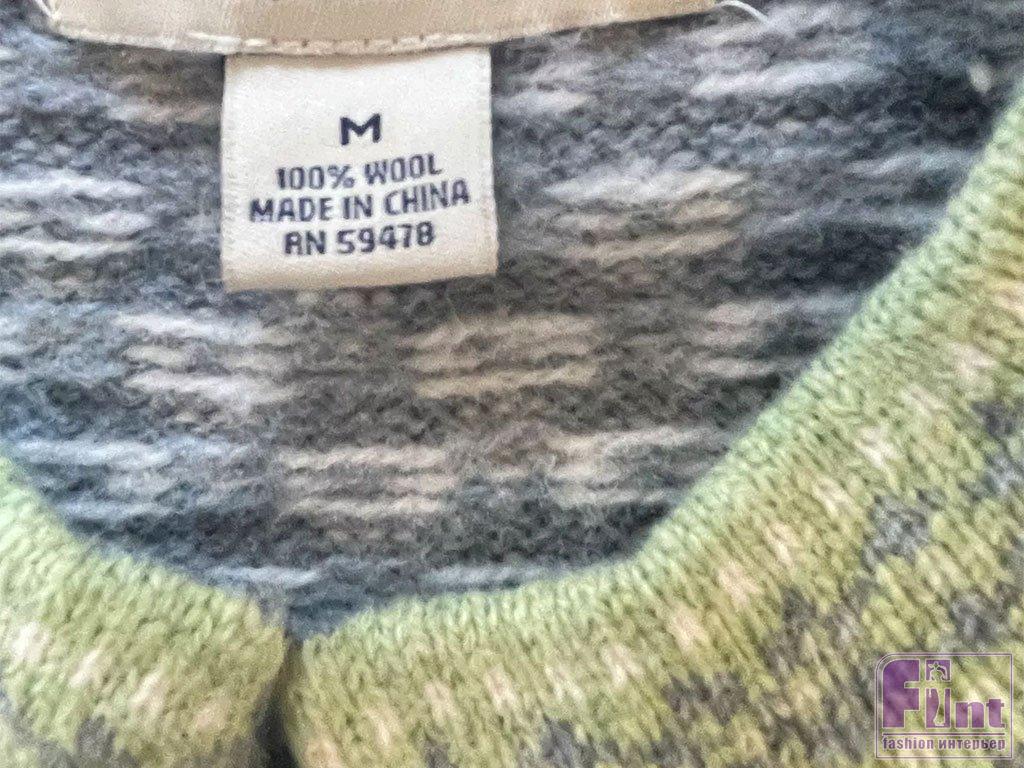 M
100% WOOL
MADE IN CHINA
RN 59478
Flint
fashion интерьер